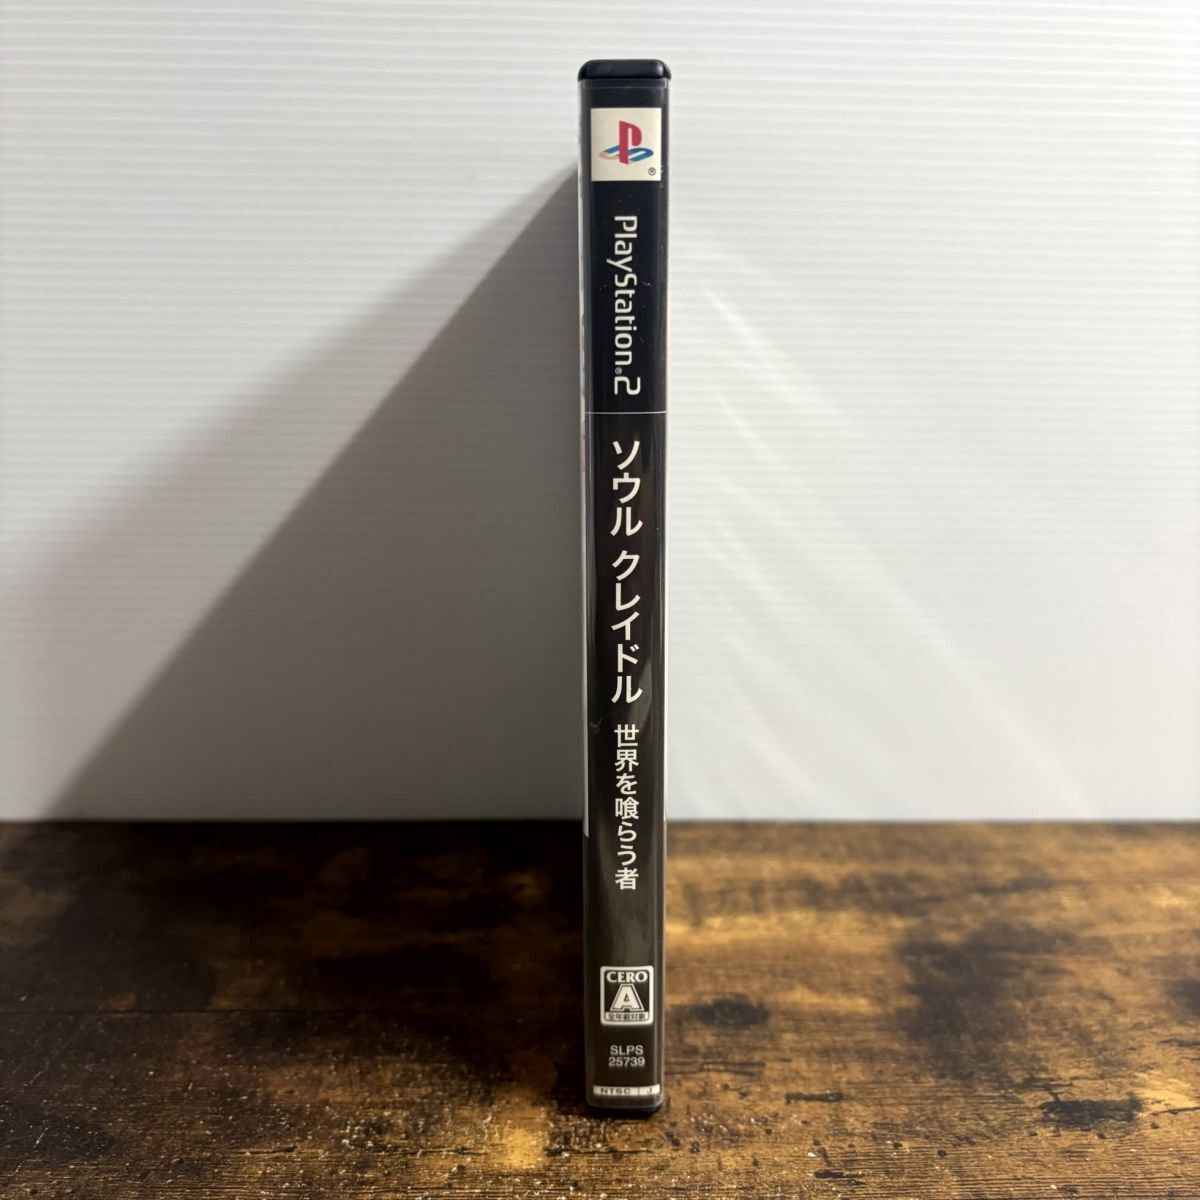 ®
PlayStation®2
ソウル クレイドル 世界を喰らう者
CERO
A
全年齢対象
SLPS
25739
NTSC J